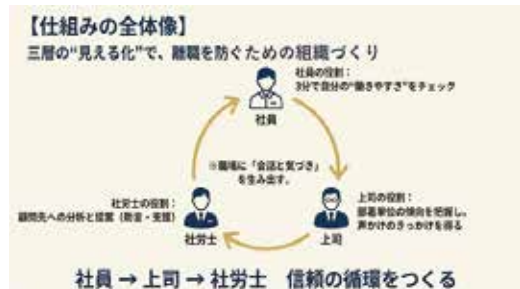 【仕組みの全体像】
三層の“見える化”で、離職を防ぐための組織づくり
社員の役割：
3分で自分の“働きやすさ”をチェック
社員
※職場に「会話と気づき」
を生み出す。
社労士の役割：
顧問先への分析と提案（助言・支援）
社労士
上司の役割：
部署単位の傾向を把握し、
声かけのきっかけを得る
上司
社員 → 上司 → 社労士　信頼の循環をつくる